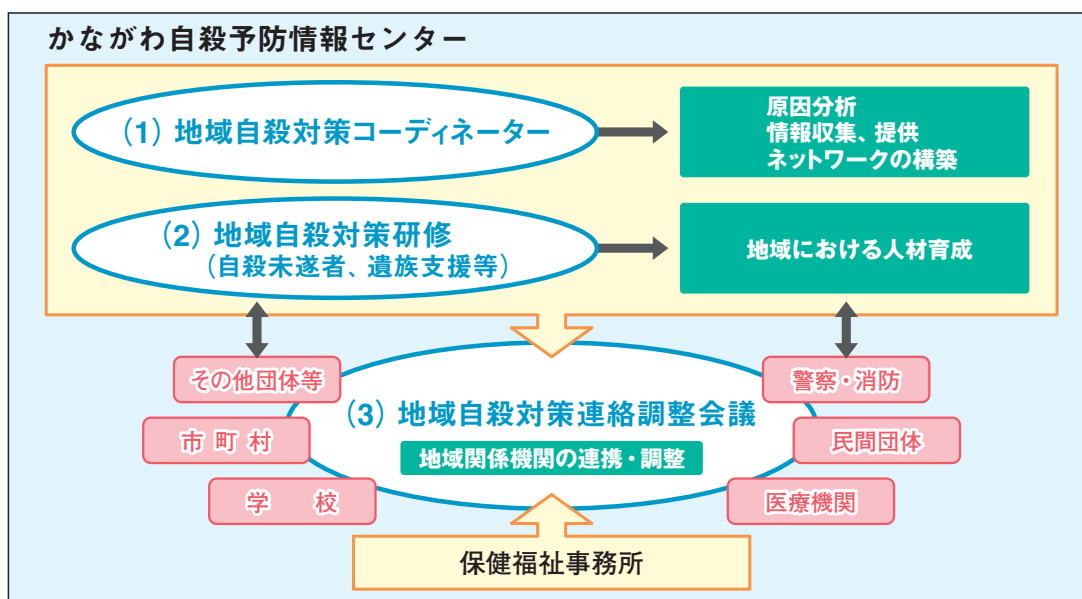 かながわ自殺予防情報センター
(1) 地域自殺対策コーディネーター
原因分析
情報収集、提供
ネットワークの構築
(2) 地域自殺対策研修
(自殺未遂者、遺族支援等)
地域における人材育成
その他団体等
警察・消防
(3) 地域自殺対策連絡調整会議
市町村
民間団体
地域関係機関の連携・調整
学　校
医療機関
保健福祉事務所